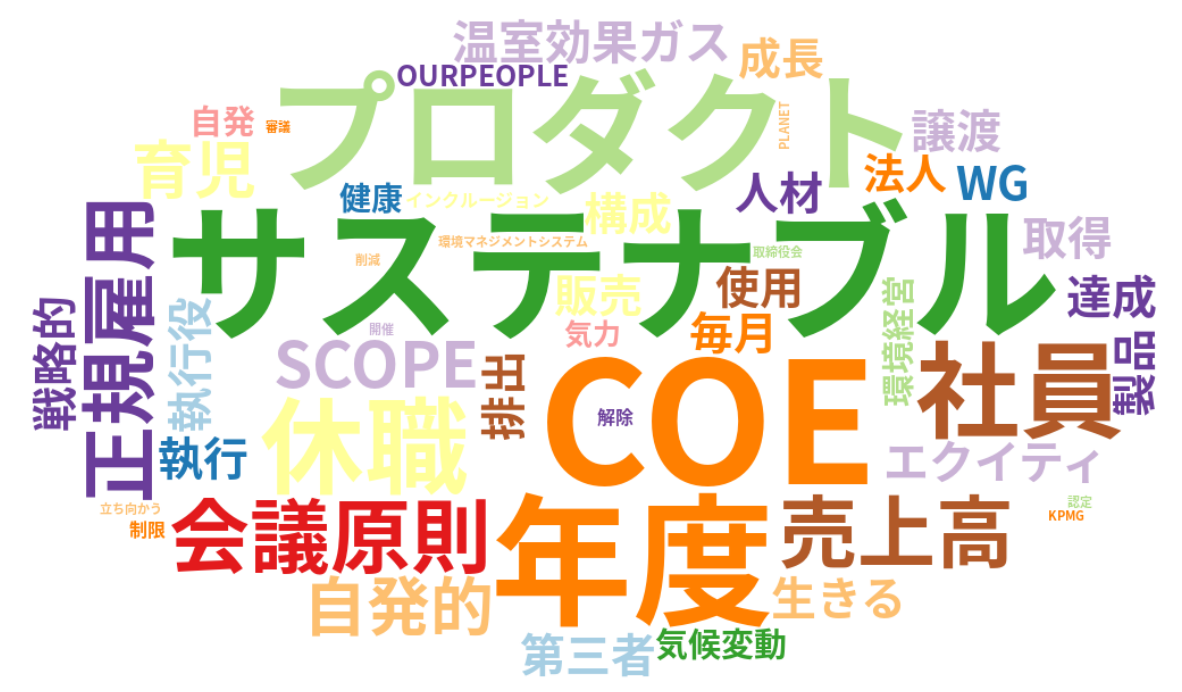 温室効果ガス
成長
OURPEOPLE
プロダクト
自発
審議
PLANET
譲渡
育児
法人
WG
人材
健康
インクルージョン
構成
正規雇用
サステナブル
取得
環境マネジメントシステム
取締役会
削減
販売
使用
達成
環境経営
戦略的
執行役
開催
気力
毎月
SCOPE
排出
COE
社員
製品
休職
解除
執行
エクイティ
立ち向かう
制限
会議原則
年度
売上高
認定
KPMG
自発的
生きる
第三者
気候変動